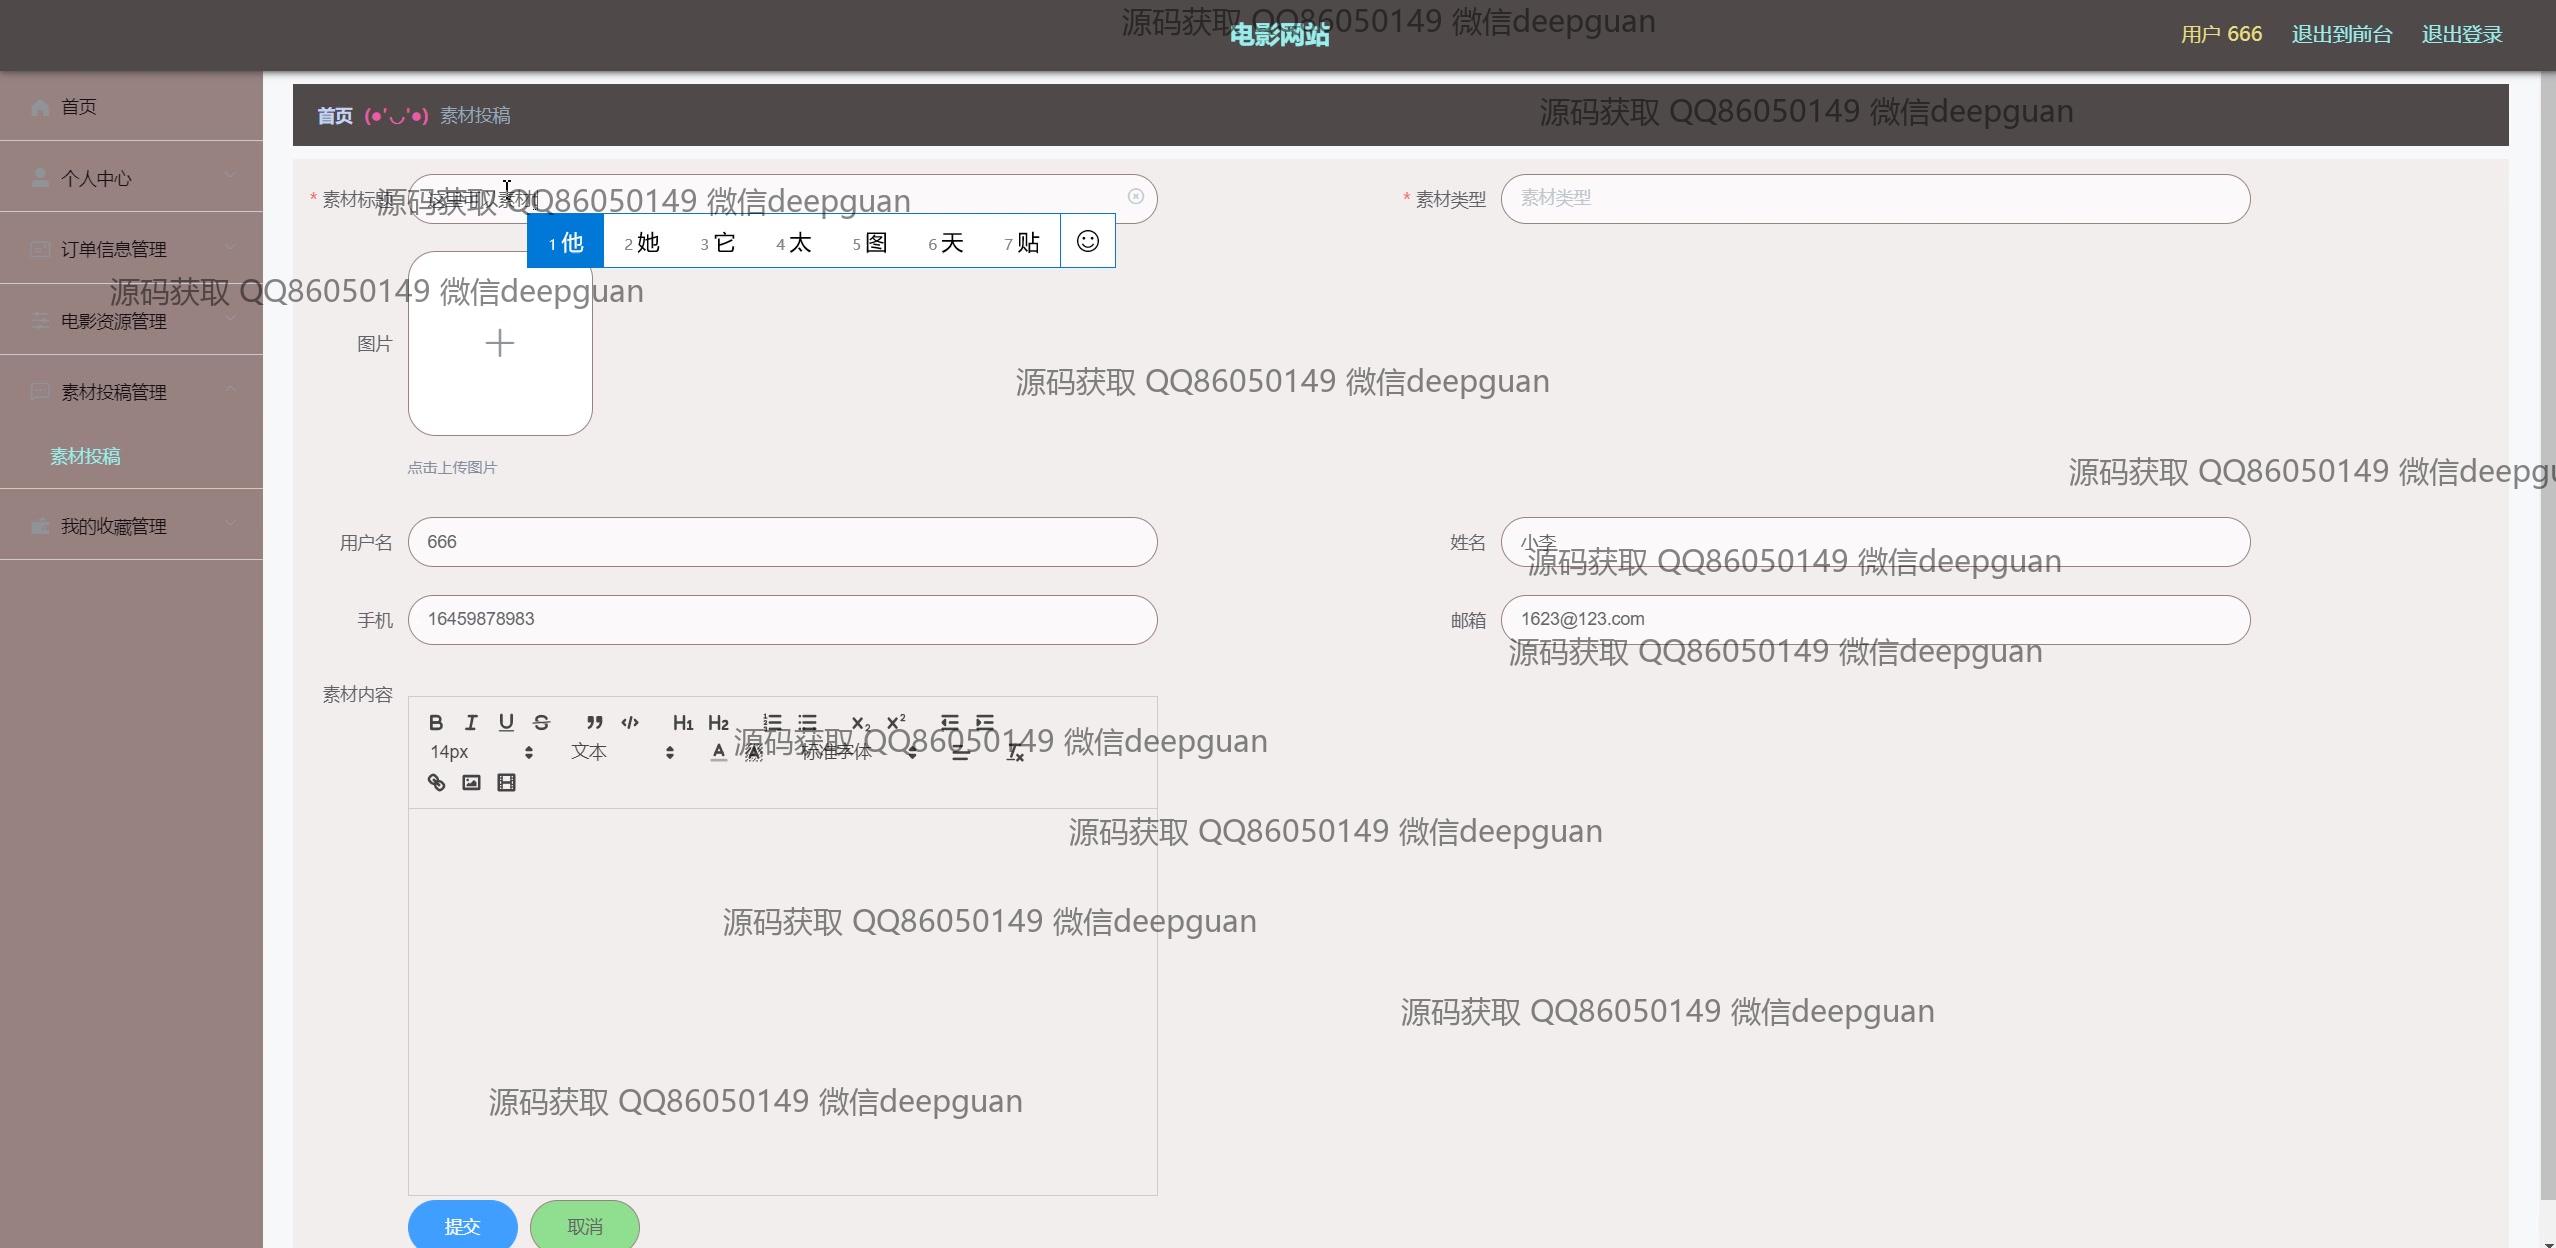 源码获取 QQ86050149 微信deepguan
电影网站
用户 666
退出到前台
退出登录
首页
个人中心
订单信息管理
电影资源管理
素材投稿管理
素材投稿
我的收藏管理
首页 (●'◡'●) 素材投稿
源码获取 QQ86050149 微信deepguan
* 素材标题
这里可以素材t
源码获取 QQ86050149 微信deepguan
* 素材类型
素材类型
1 他 2 她 3 它 4 太 5 图 6 天 7 贴
源码获取 QQ86050149 微信deepguan
图片
点击上传图片
源码获取 QQ86050149 微信deepguan
源码获取 QQ86050149 微信deepgu
用户名 666
姓名 小李
源码获取 QQ86050149 微信deepguan
手机 16459878983
邮箱 1623@123.com
源码获取 QQ86050149 微信deepguan
素材内容
B I U S H1 H2 X2 X2
14px 文本 A A 标准字体 Tx
源码获取 QQ86050149 微信deepguan
源码获取 QQ86050149 微信deepguan
源码获取 QQ86050149 微信deepguan
源码获取 QQ86050149 微信deepguan
源码获取 QQ86050149 微信deepguan
提交
取消